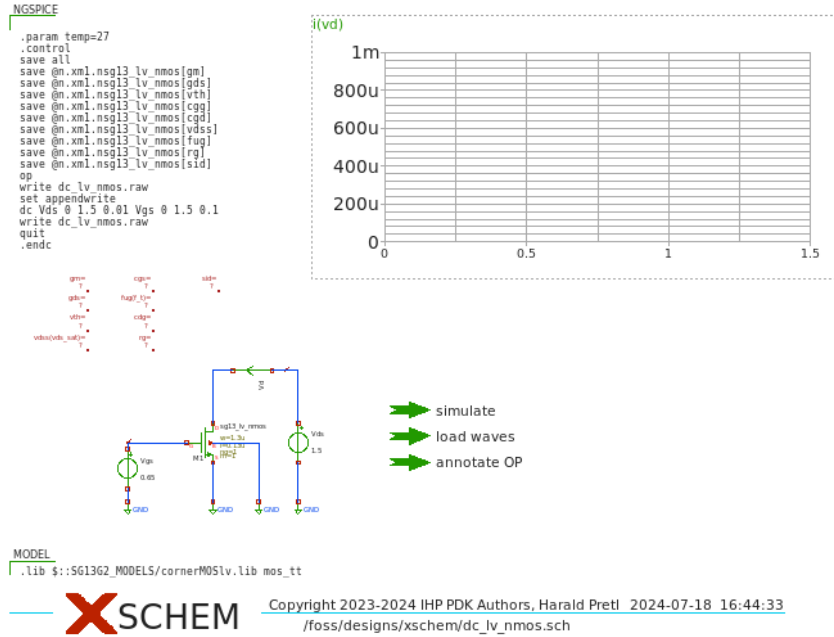 NGSPICE
.param temp=27
.control
save all
save @n.xm1.nsg13_lv_nmos[gm]
save @n.xm1.nsg13_lv_nmos[gds]
save @n.xm1.nsg13_lv_nmos[vth]
save @n.xm1.nsg13_lv_nmos[cgg]
save @n.xm1.nsg13_lv_nmos[cgd]
save @n.xm1.nsg13_lv_nmos[vdss]
save @n.xm1.nsg13_lv_nmos[fug]
save @n.xm1.nsg13_lv_nmos[rg]
save @n.xm1.nsg13_lv_nmos[sid]
op
write dc_lv_nmos.raw
set appendwrite
dc Vds 0 1.5 0.01 Vgs 0 1.5 0.1
write dc_lv_nmos.raw
quit
.endc
i(vd)
1m
800u
600u
400u
200u
0
0 0.5 1 1.5
gm= cgs= sid=
? ? ?
gds= fug(f_t)=
? ?
vth= cdg=
? ?
vdss(vds_sat)= rg=
? ?
Vd
sg13_lv_nmos
w=1.3u
M1
Vgs
0.65
Vds
1.5
GND GND GND GND
simulate
load waves
annotate OP
MODEL
.lib $::SG13G2_MODELS/cornerMOSlv.lib mos_tt
XSCHEM
Copyright 2023-2024 IHP PDK Authors, Harald Pretl 2024-07-18 16:44:33
/foss/designs/xschem/dc_lv_nmos.sch